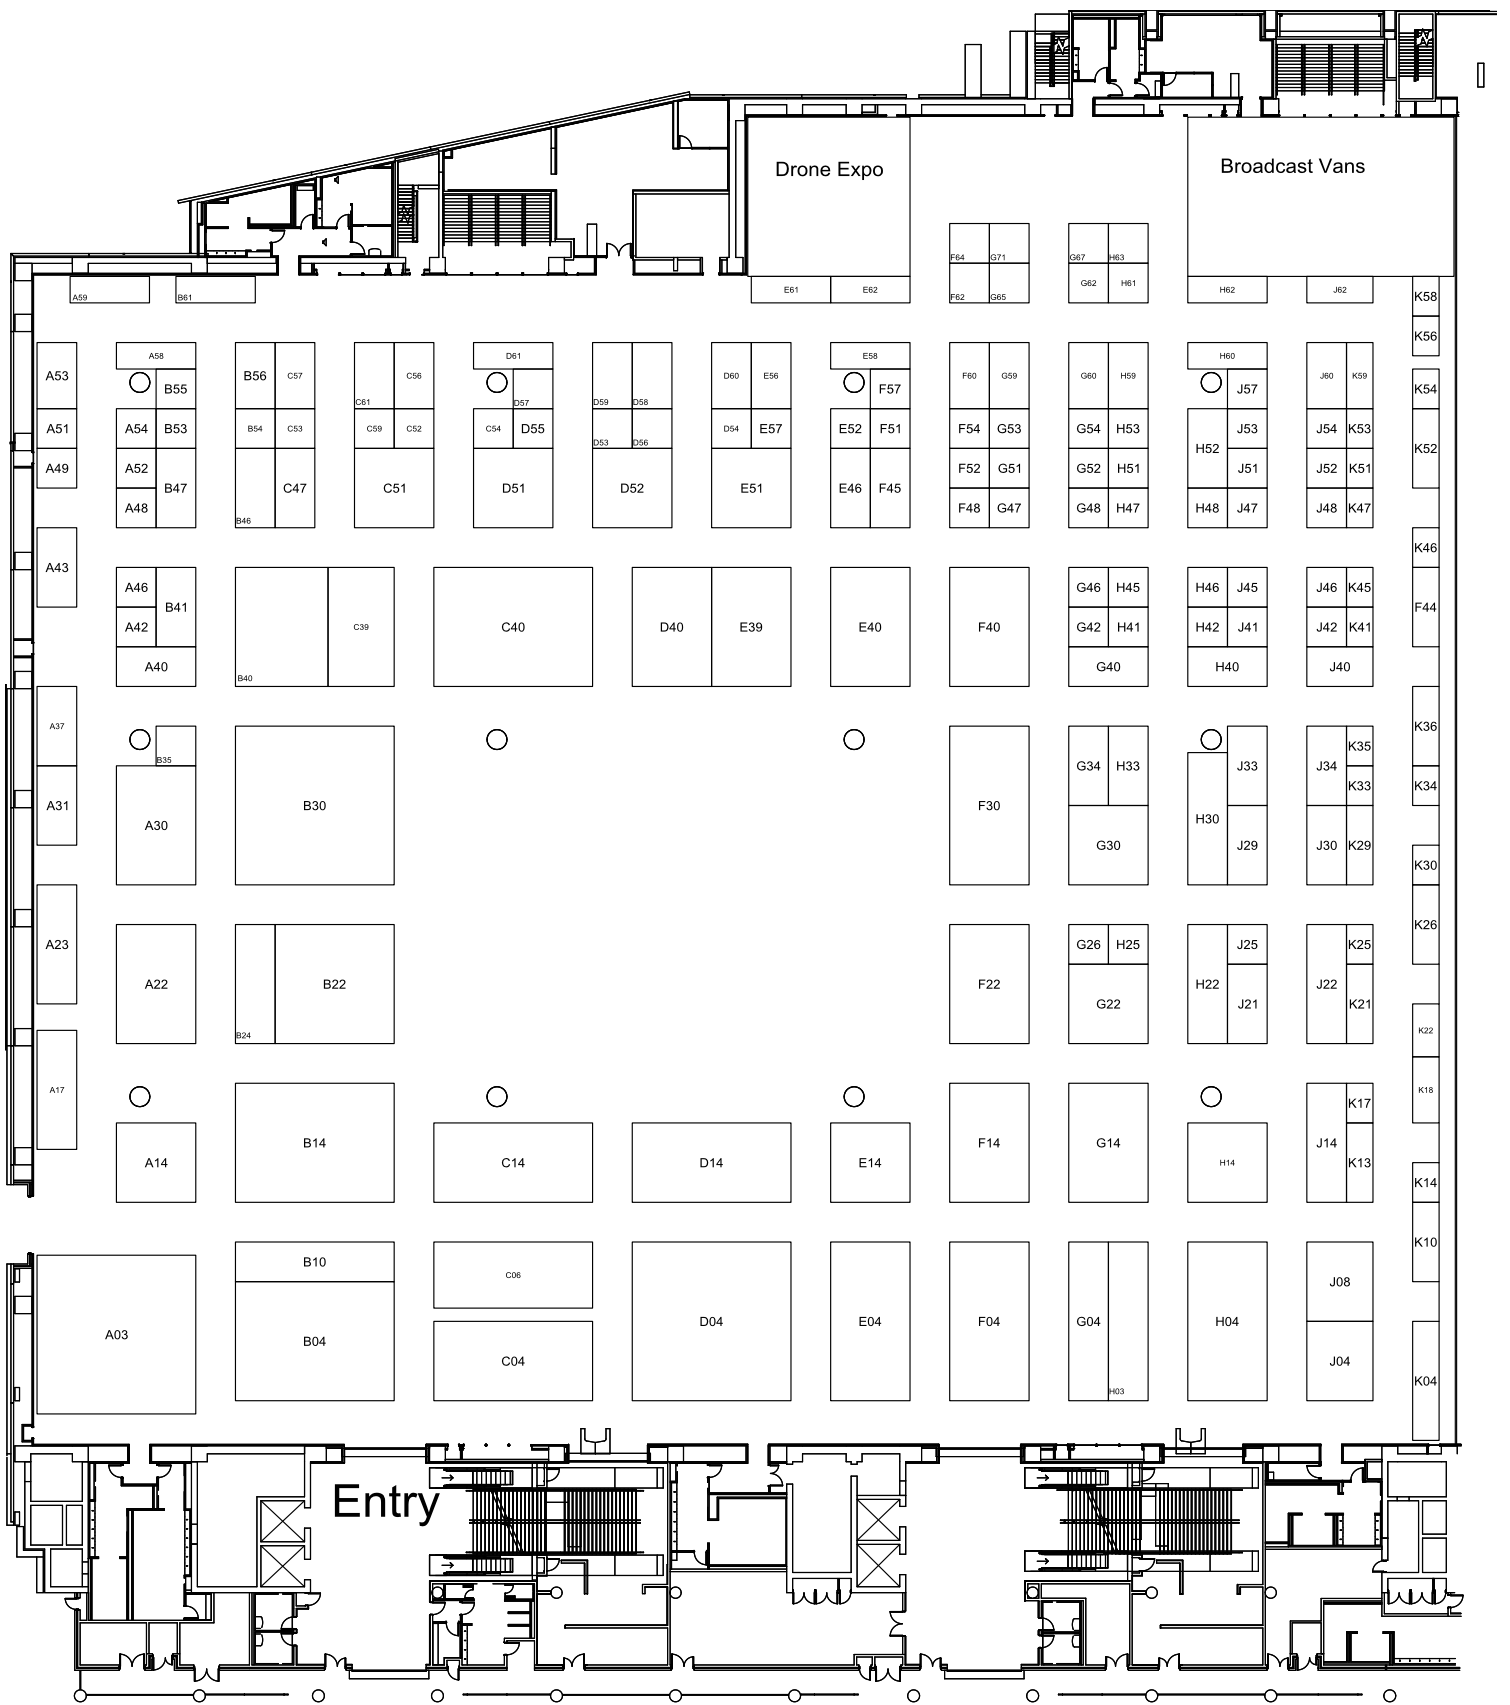 Drone Expo
Broadcast Vans
F64
G71
G67
H63
A59
B61
E61
E62
F62
G65
G62
H61
H62
J62
K58
K56
A53
A58
B56
C57
C61
C56
D61
D59
D58
D60
E56
E58
F60
G59
G60
H59
H60
J60
K59
B55
D57
F57
J57
K54
A51
A54
B53
B54
C53
C59
C52
C54
D55
D53
D56
D54
E57
E52
F51
F54
G53
G54
H53
H52
J53
J54
K53
K52
A49
A52
B47
B46
C47
C51
D51
D52
E51
E46
F45
F52
G51
G52
H51
J51
J52
K51
A48
F48
G47
G48
H47
H48
J47
J48
K47
A43
K46
A46
B41
G46
H45
H46
J45
J46
K45
F44
A42
B40
C39
C40
D40
E39
E40
F40
G42
H41
H42
J41
J42
K41
A40
G40
H40
J40
A37
B35
B30
F30
G34
H33
H30
J33
J34
K35
K36
K33
K34
A31
A30
G30
J29
J30
K29
K30
A23
A22
B24
B22
F22
G26
H25
H22
J25
J22
K25
K26
G22
J21
K21
K22
A17
K17
K18
A14
B14
C14
D14
E14
F14
G14
H14
J14
K13
K14
A03
B10
C06
D04
E04
F04
G04
H03
H04
J08
K10
B04
C04
J04
K04
Entry